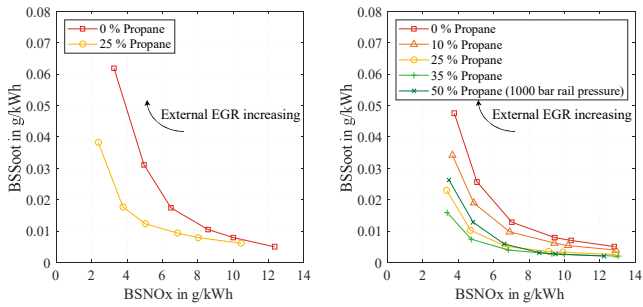 0.08
0.07
0.06
0.05
0.04
0.03
0.02
0.01
0
BSSoot in g/kWh
0 % Propane
25 % Propane
External EGR increasing
0 2 4 6 8 10 12 14
BSNOx in g/kWh
0.08
0.07
0.06
0.05
0.04
0.03
0.02
0.01
0
BSSoot in g/kWh
0 % Propane
10 % Propane
25 % Propane
35 % Propane
50 % Propane (1000 bar rail pressure)
External EGR increasing
0 2 4 6 8 10 12 14
BSNOx in g/kWh